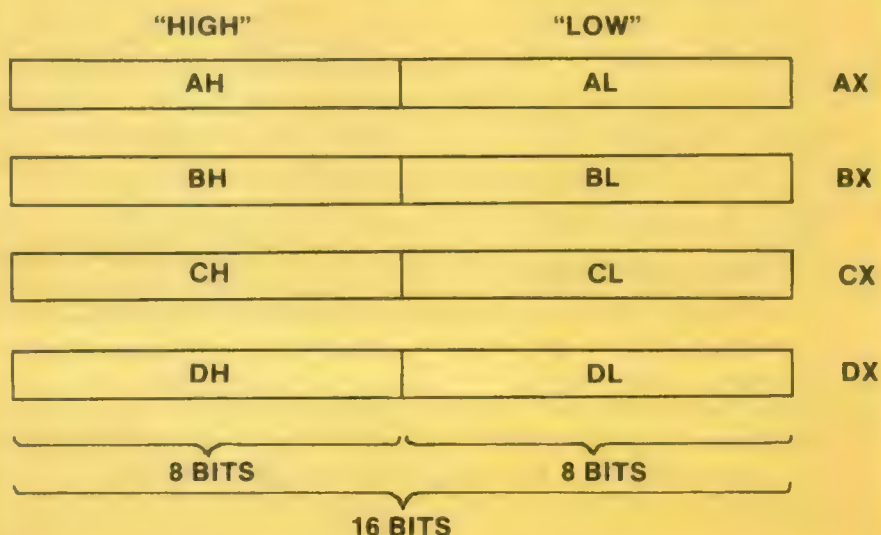 “HIGH” “LOW”
AH AL AX
BH BL BX
CH CL CX
DH DL DX
8 BITS 8 BITS
16 BITS